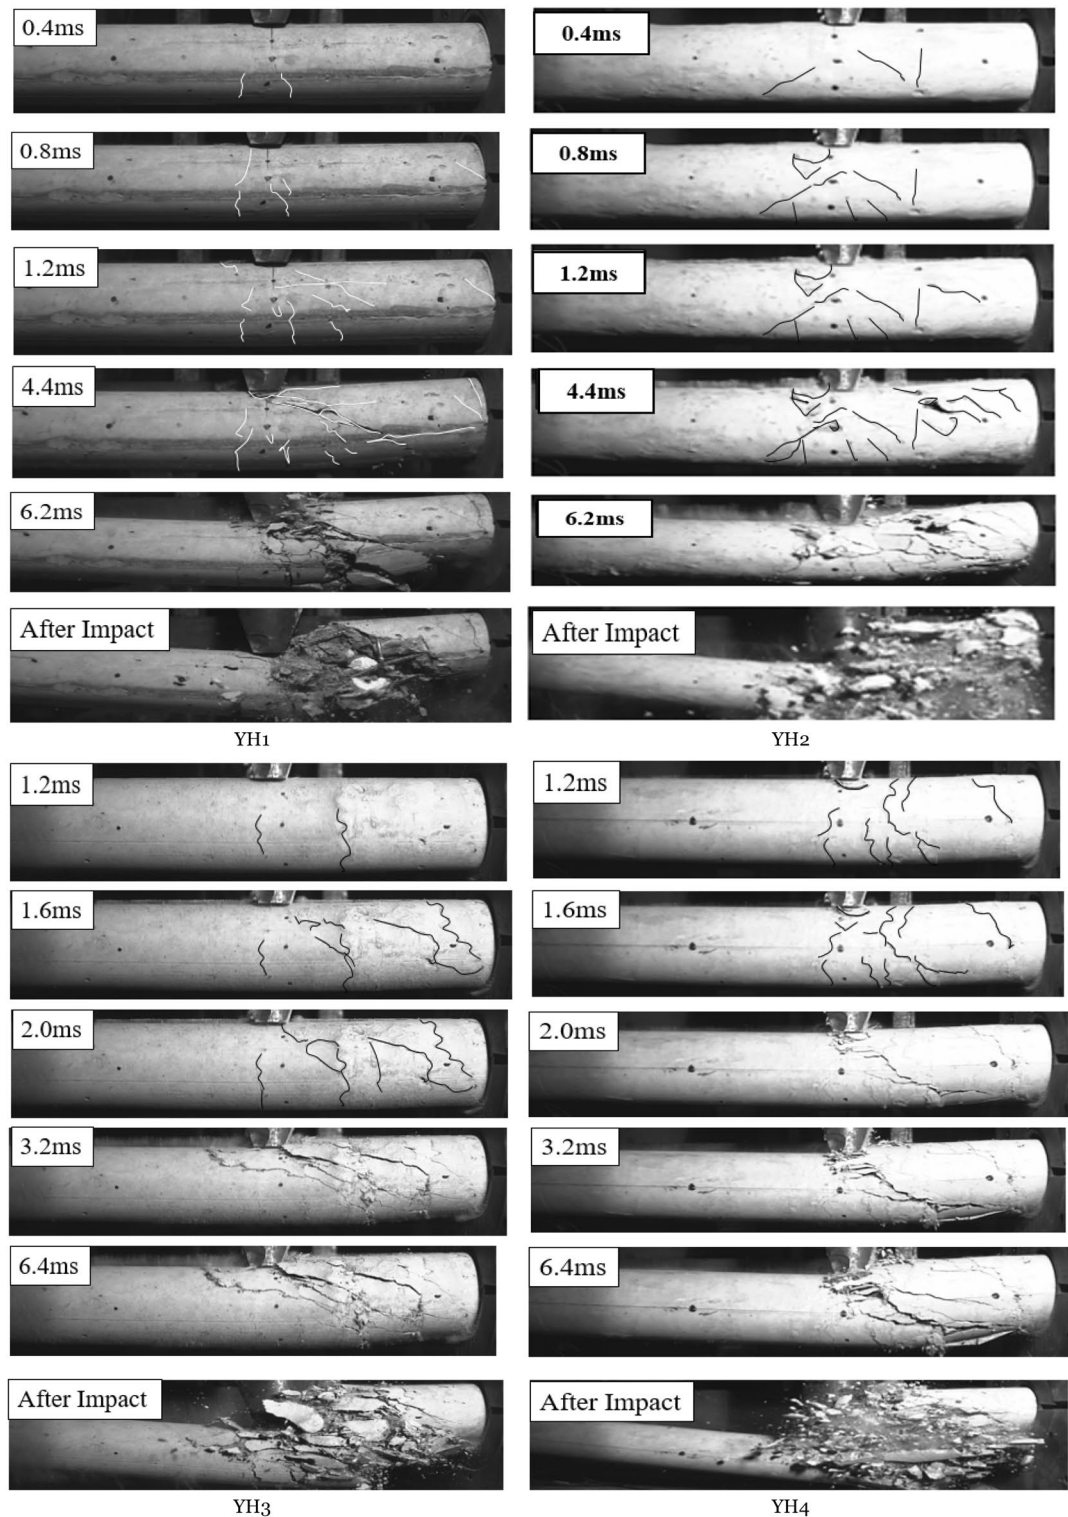 0.4ms
0.8ms
1.2ms
4.4ms
6.2ms
After Impact
YH1
0.4ms
0.8ms
1.2ms
4.4ms
6.2ms
After Impact
YH2
1.2ms
1.6ms
2.0ms
3.2ms
6.4ms
After Impact
YH3
1.2ms
1.6ms
2.0ms
3.2ms
6.4ms
After Impact
YH4